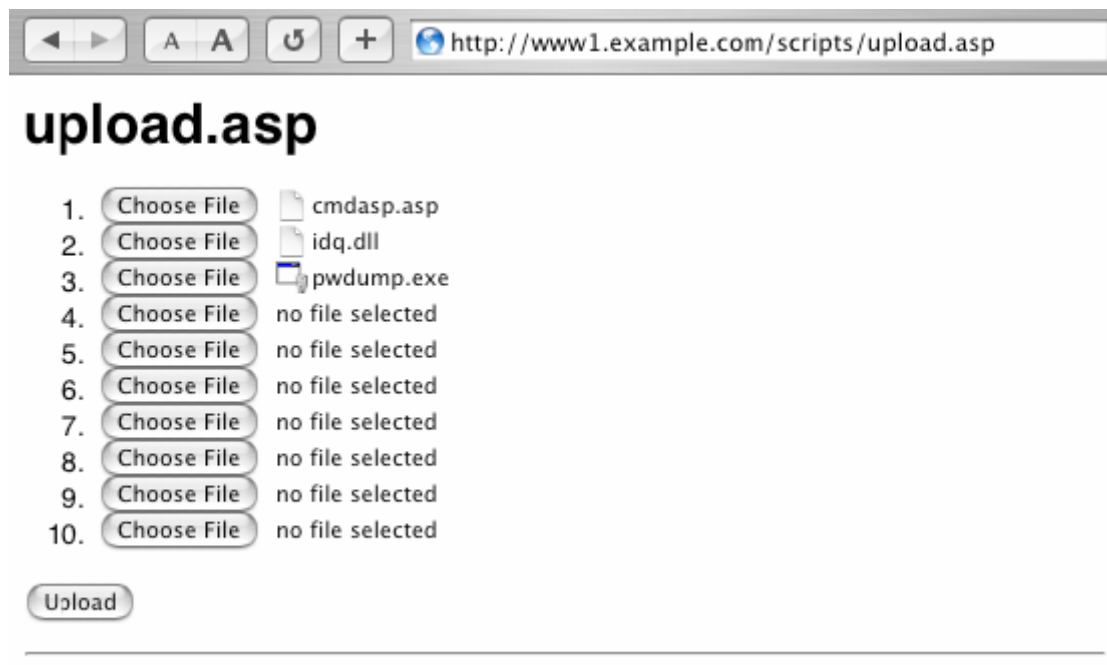 A A + http://www1.example.com/scripts/upload.asp
upload.asp
1. Choose File cmdasp.asp
2. Choose File idq.dll
3. Choose File pwdump.exe
4. Choose File no file selected
5. Choose File no file selected
6. Choose File no file selected
7. Choose File no file selected
8. Choose File no file selected
9. Choose File no file selected
10. Choose File no file selected
Upload